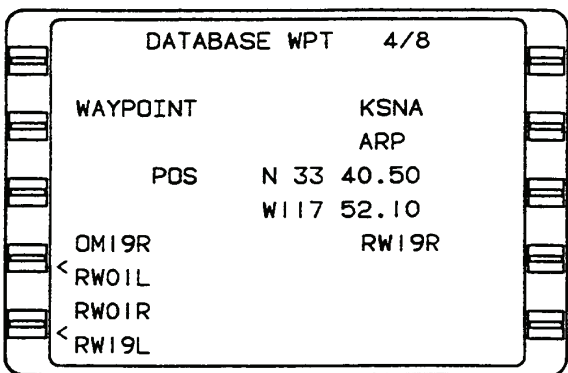 DATABASE WPT 4/8
WAYPOINT KSNA
ARP
POS N 33 40.50
W117 52.10
OM19R RW19R
<RW01L
RW01R
<RW19L